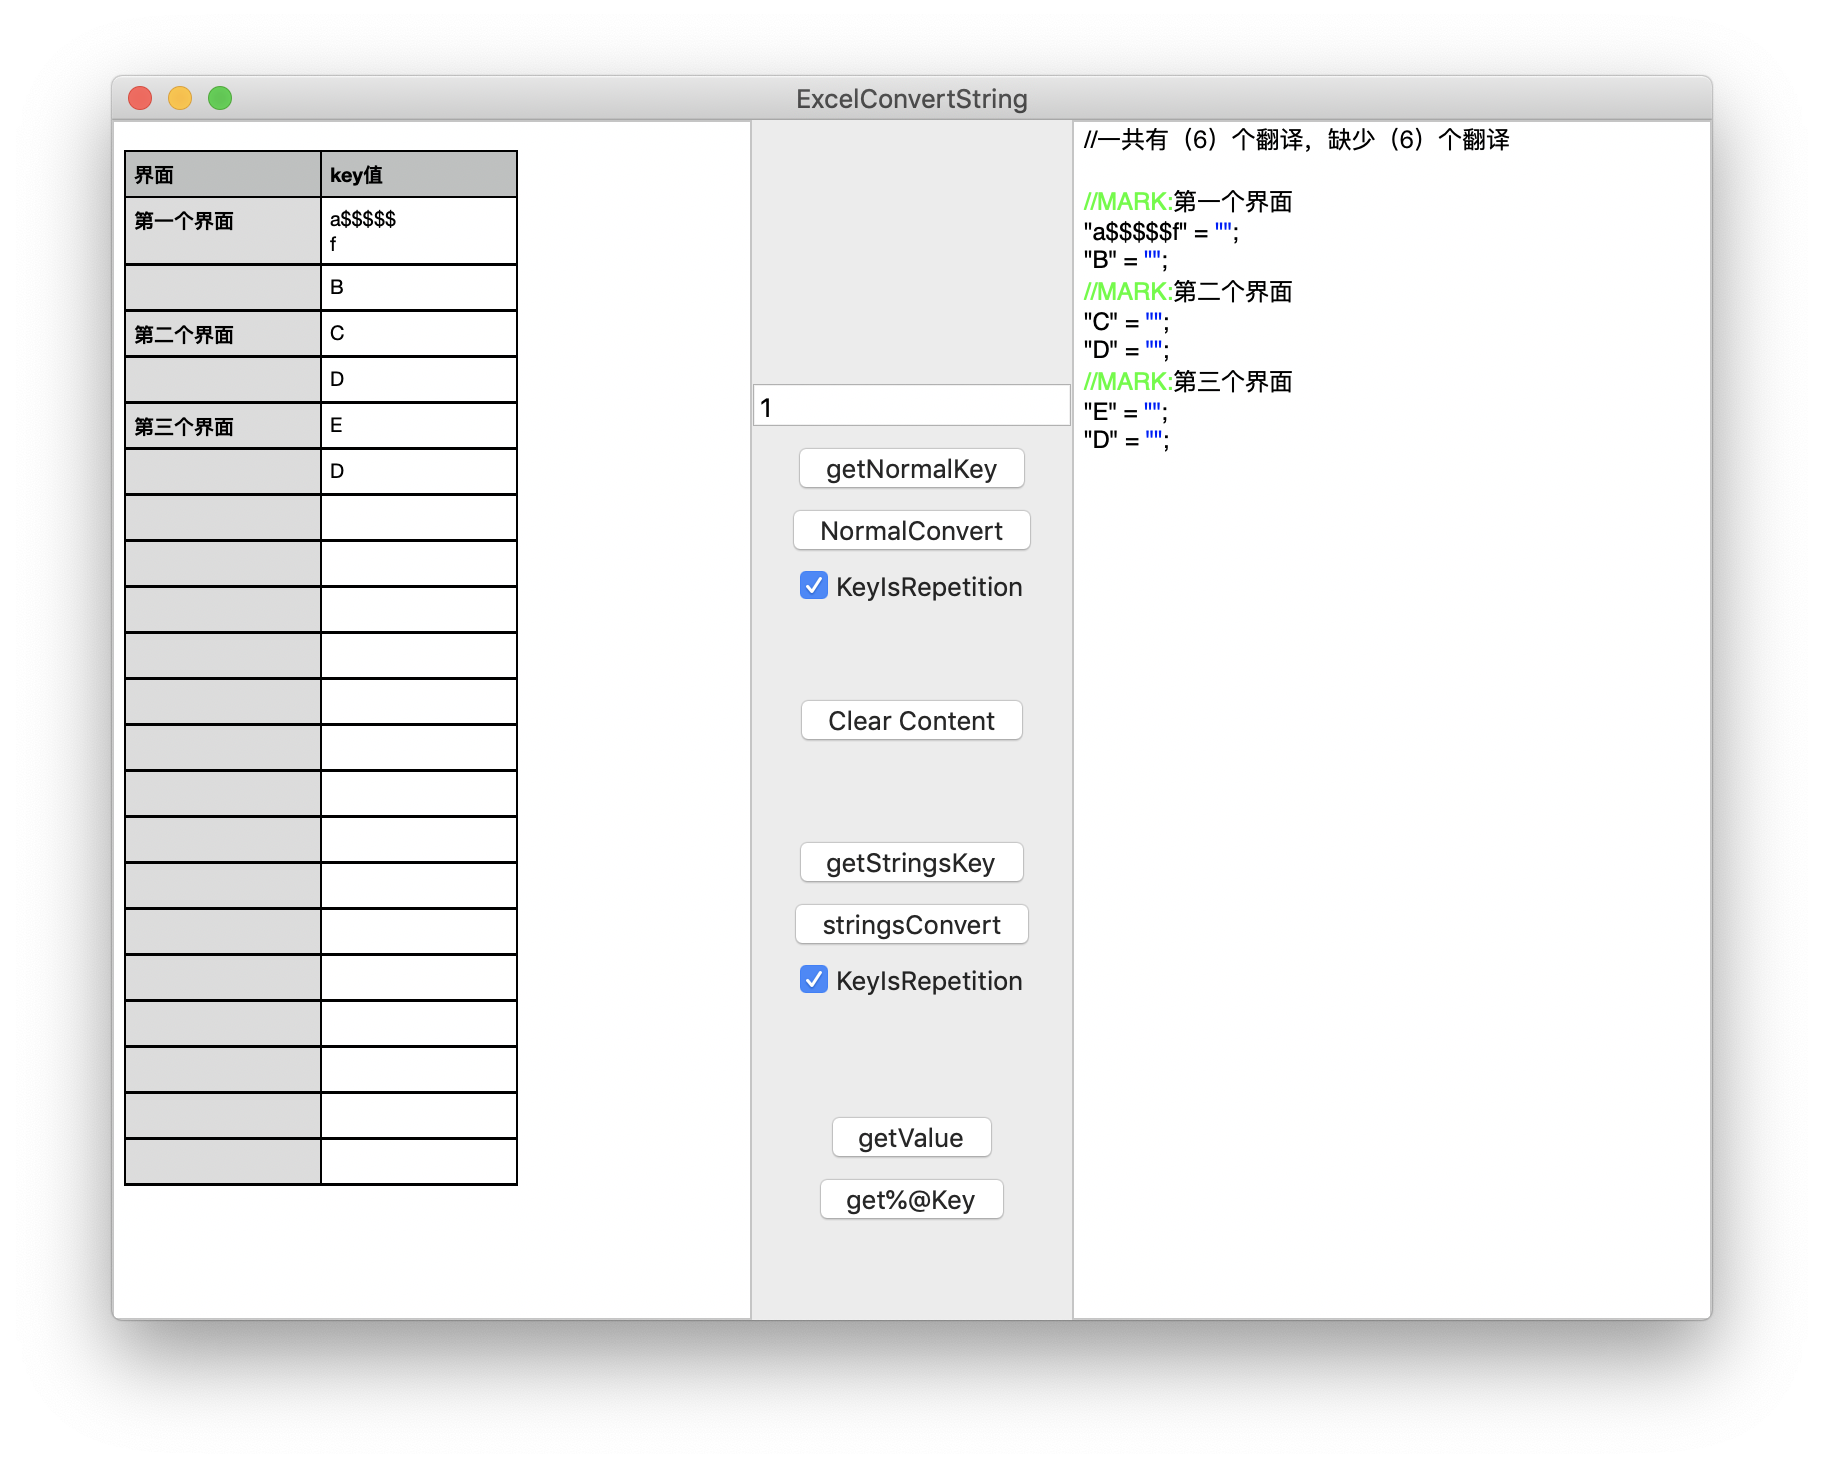 ExcelConvertString
界面 key值
第一个界面 a$$$$$
f
B
第二个界面 C
D
第三个界面 E
D
1
getNormalKey
NormalConvert
KeyIsRepetition
Clear Content
getStringsKey
stringsConvert
KeyIsRepetition
getValue
get%@Key
//一共有（6）个翻译，缺少（6）个翻译
//MARK:第一个界面
"a$$$$$f" = "";
"B" = "";
//MARK:第二个界面
"C" = "";
"D" = "";
//MARK:第三个界面
"E" = "";
"D" = "";